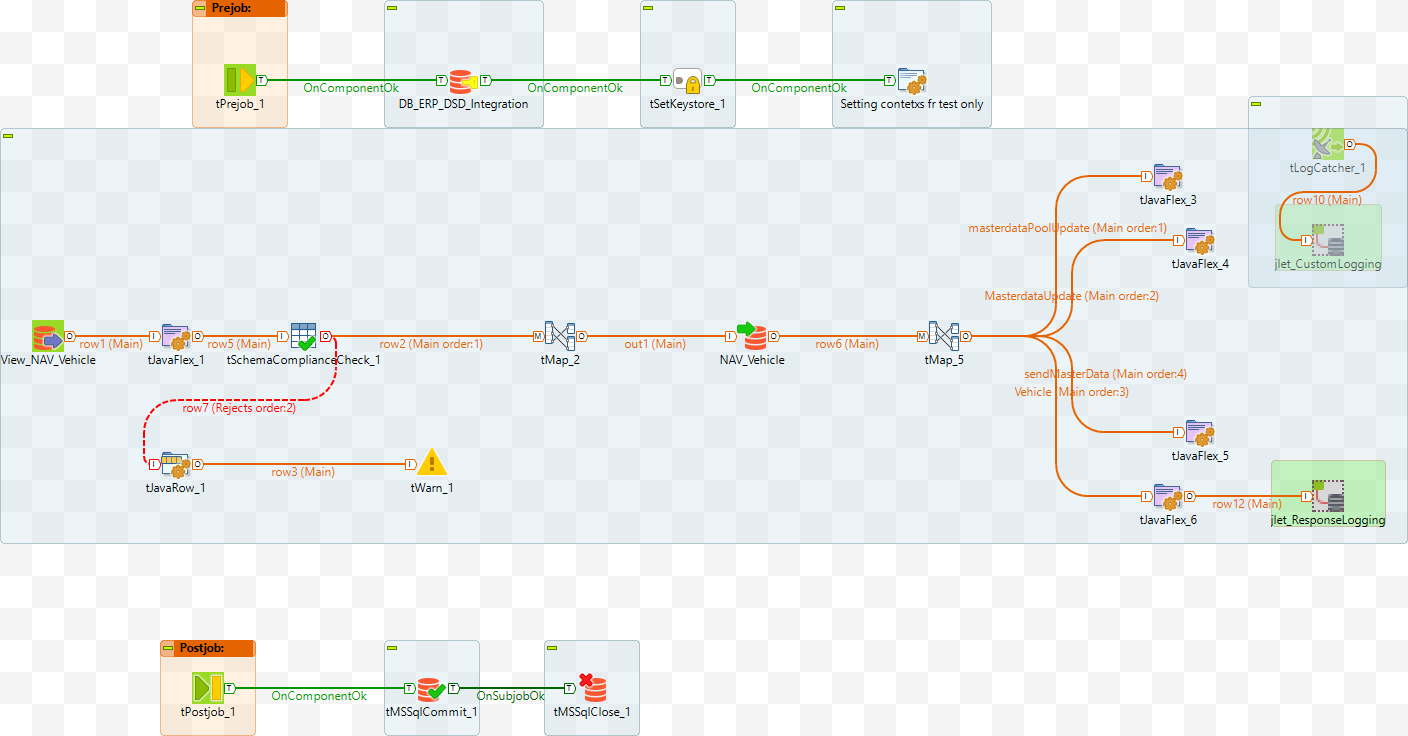 Prejob:
tPrejob_1
OnComponentOk
DB_ERP_DSD_Integration
OnComponentOk
tSetKeystore_1
OnComponentOk
Setting contetxs fr test only
tLogCatcher_1
row10 (Main)
jlet_CustomLogging
tJavaFlex_3
masterdataPoolUpdate (Main order:1)
tJavaFlex_4
MasterdataUpdate (Main order:2)
View_NAV_Vehicle
row1 (Main)
tJavaFlex_1
row5 (Main)
tSchemaComplianceCheck_1
row2 (Main order:1)
tMap_2
out1 (Main)
NAV_Vehicle
row6 (Main)
tMap_5
sendMasterData (Main order:4)
Vehicle (Main order:3)
row7 (Rejects order:2)
tJavaFlex_5
tJavaRow_1
row3 (Main)
tWarn_1
tJavaFlex_6
row12 (Main)
jlet_ResponseLogging
Postjob:
tPostjob_1
OnComponentOk
tMSSqlCommit_1
OnSubjobOk
tMSSqlClose_1